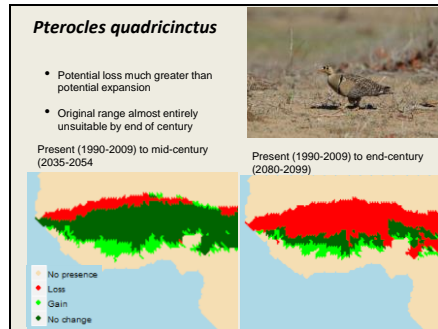 Pterocles quadricinctus
• Potential loss much greater than
potential expansion
• Original range almost entirely
unsuitable by end of century
Present (1990-2009) to mid-century
(2035-2054
Present (1990-2009) to end-century
(2080-2099)
No presence
Loss
Gain
No change